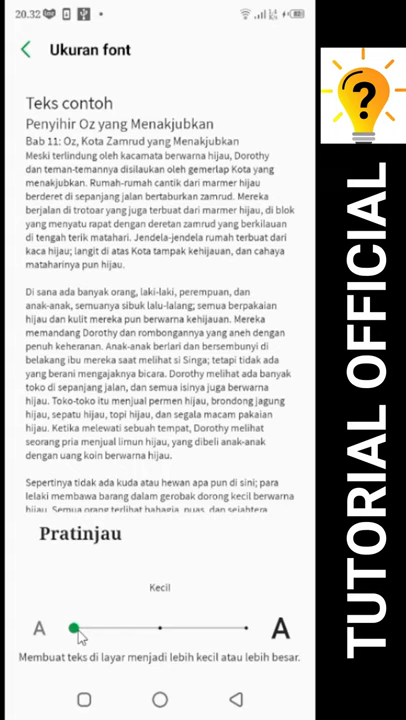 20.32
Ukuran font
Teks contoh
Penyihir Oz yang Menakjubkan
Bab 11: Oz, Kota Zamrud yang Menakjubkan
Meski terlindung oleh kacamata berwarna hijau, Dorothy
dan teman-temannya disilaukan oleh gemerlap Kota yang
menakjubkan. Rumah-rumah cantik dari marmer hijau
berderet di sepanjang jalan bertaburkan zamrud. Mereka
berjalan di trotoar yang juga terbuat dari marmer hijau, di blok
yang menyatu rapat dengan deretan zamrud yang berkilauan
di tengah terik matahari. Jendela-jendela rumah terbuat dari
kaca hijau; langit di atas Kota tampak kehijauan, dan cahaya
mataharinya pun hijau.
Di sana ada banyak orang, laki-laki, perempuan, dan
anak-anak, semuanya sibuk lalu-lalang; semua berpakaian
hijau dan kulit mereka pun berwarna kehijauan. Mereka
memandang Dorothy dan rombongannya yang aneh dengan
penuh keheranan. Anak-anak berlari dan bersembunyi di
belakang ibu mereka saat melihat si Singa; tetapi tidak ada
yang berani mengajaknya bicara. Dorothy melihat ada banyak
toko di sepanjang jalan, dan semua isinya juga berwarna
hijau. Toko-toko itu menjual permen hijau, brondong jagung
hijau, sepatu hijau, topi hijau, dan segala macam pakaian
hijau. Ketika melewati sebuah tempat, Dorothy melihat
seorang pria menjual limun hijau, yang dibeli anak-anak
dengan uang koin berwarna hijau.
Sepertinya tidak ada kuda atau hewan apa pun di sini; para
lelaki membawa barang dalam gerobak dorong kecil berwarna
hijau. Semua orang terlihat bahagia, puas, dan sejahtera
Pratinjau
Kecil
A
A
Membuat teks di layar menjadi lebih kecil atau lebih besar.
?
TUTORIAL OFFICIAL